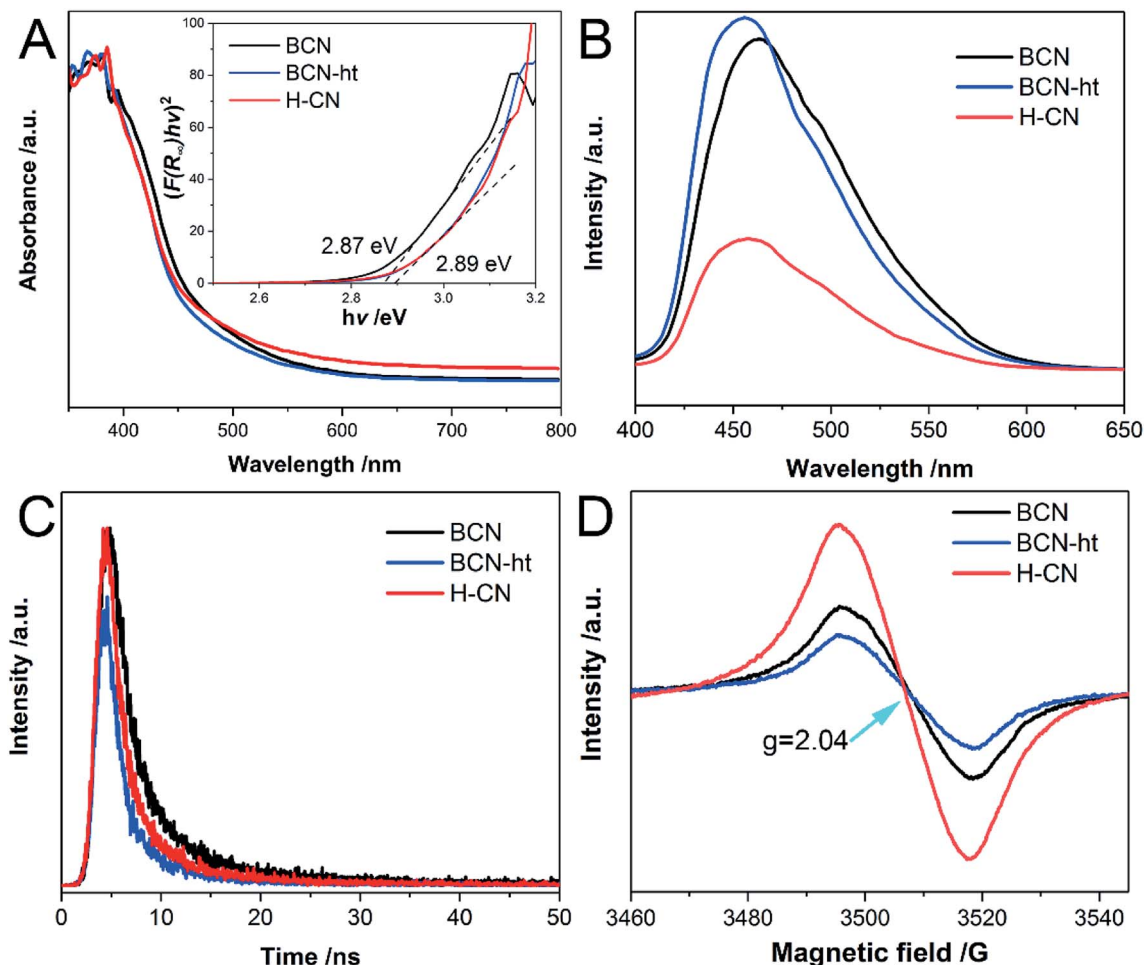 A
Absorbance /a.u.
(F(R∞)hν)²
100
80
60
40
20
0
BCN
BCN-ht
H-CN
2.87 eV
2.89 eV
2.6 2.8 3.0 3.2
hν /eV
400 500 600 700 800
Wavelength /nm
B
Intensity /a.u.
BCN
BCN-ht
H-CN
400 450 500 550 600 650
Wavelength /nm
C
Intensity /a.u.
BCN
BCN-ht
H-CN
0 10 20 30 40 50
Time /ns
D
Intensity /a.u.
BCN
BCN-ht
H-CN
g=2.04
3460 3480 3500 3520 3540
Magnetic field /G